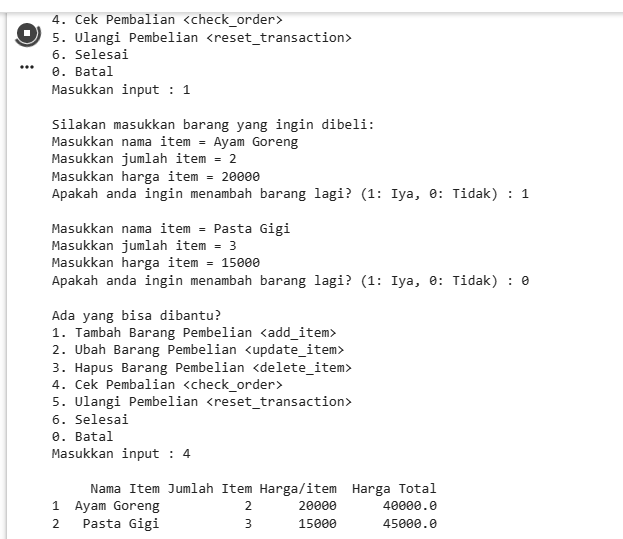 4. Cek Pembalian <check_order>
5. Ulangi Pembelian <reset_transaction>
6. Selesai
0. Batal
Masukkan input : 1
Silakan masukkan barang yang ingin dibeli:
Masukkan nama item = Ayam Goreng
Masukkan jumlah item = 2
Masukkan harga item = 20000
Apakah anda ingin menambah barang lagi? (1: Iya, 0: Tidak) : 1
Masukkan nama item = Pasta Gigi
Masukkan jumlah item = 3
Masukkan harga item = 15000
Apakah anda ingin menambah barang lagi? (1: Iya, 0: Tidak) : 0
Ada yang bisa dibantu?
1. Tambah Barang Pembelian <add_item>
2. Ubah Barang Pembelian <update_item>
3. Hapus Barang Pembelian <delete_item>
4. Cek Pembalian <check_order>
5. Ulangi Pembelian <reset_transaction>
6. Selesai
0. Batal
Masukkan input : 4
Nama Item Jumlah Item Harga/item Harga Total
1 Ayam Goreng 2 20000 40000.0
2 Pasta Gigi 3 15000 45000.0